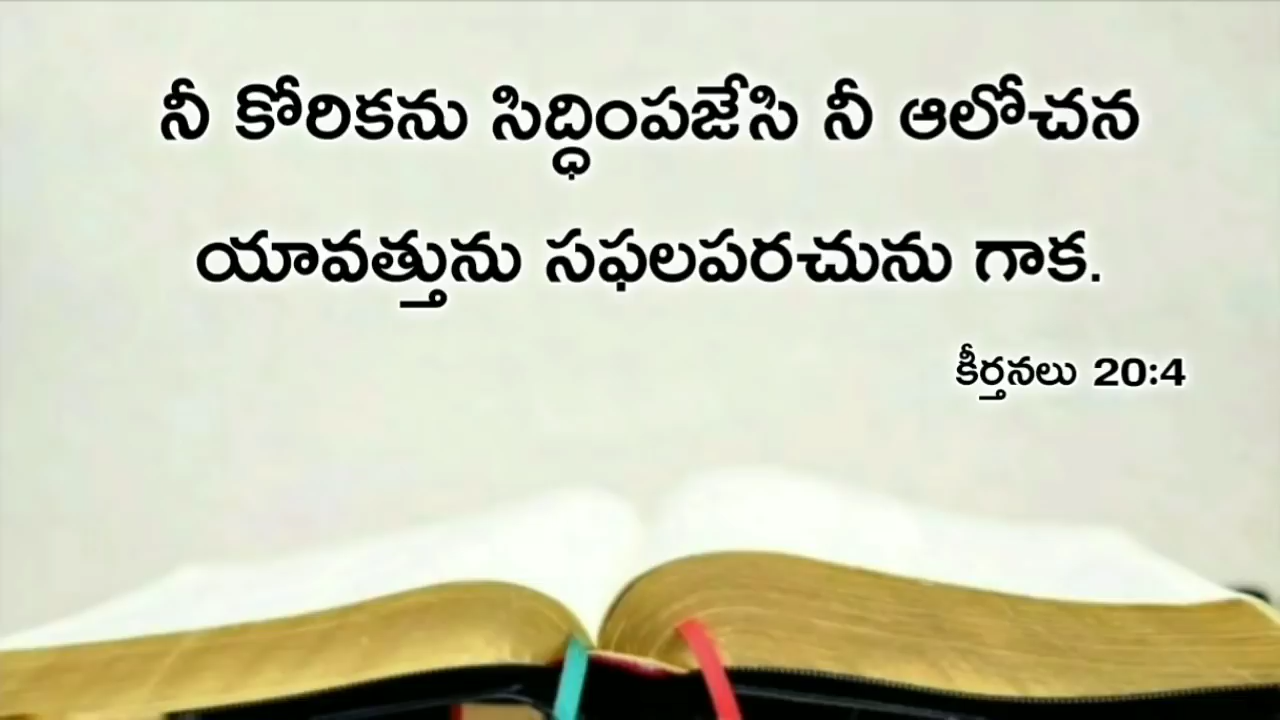 నీ కోరికను సిద్ధింపజేసి నీ ఆలోచన
యావత్తును సఫలపరచును గాక.
కీర్తనలు 20:4